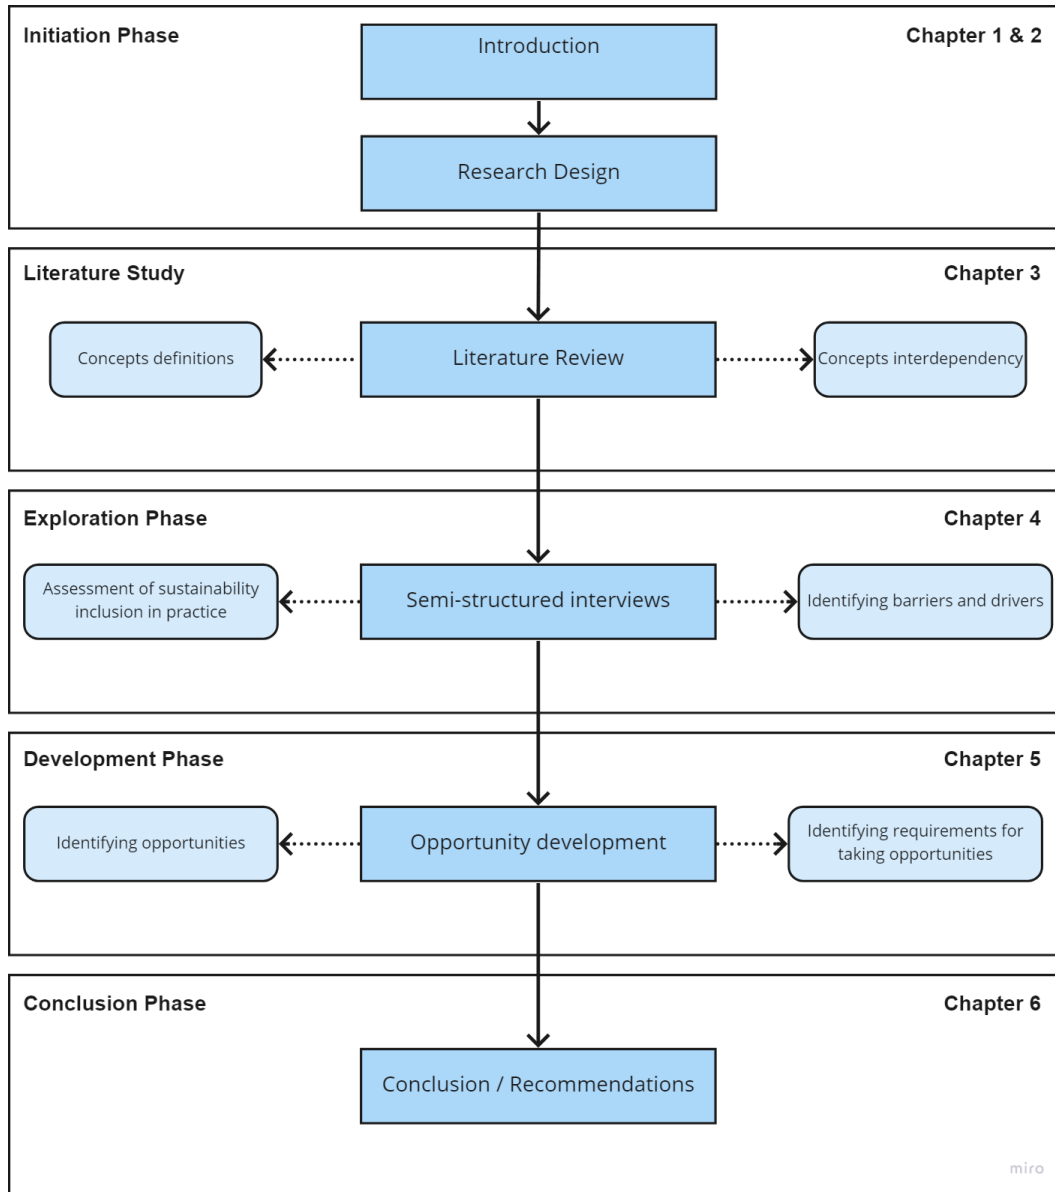 Initiation Phase
Introduction
Chapter 1 & 2
Research Design
Literature Study
Chapter 3
Concepts definitions
Literature Review
Concepts interdependency
Exploration Phase
Chapter 4
Assessment of sustainability
inclusion in practice
Semi-structured interviews
Identifying barriers and drivers
Development Phase
Chapter 5
Identifying opportunities
Opportunity development
Identifying requirements for
taking opportunities
Conclusion Phase
Chapter 6
Conclusion / Recommendations
miro